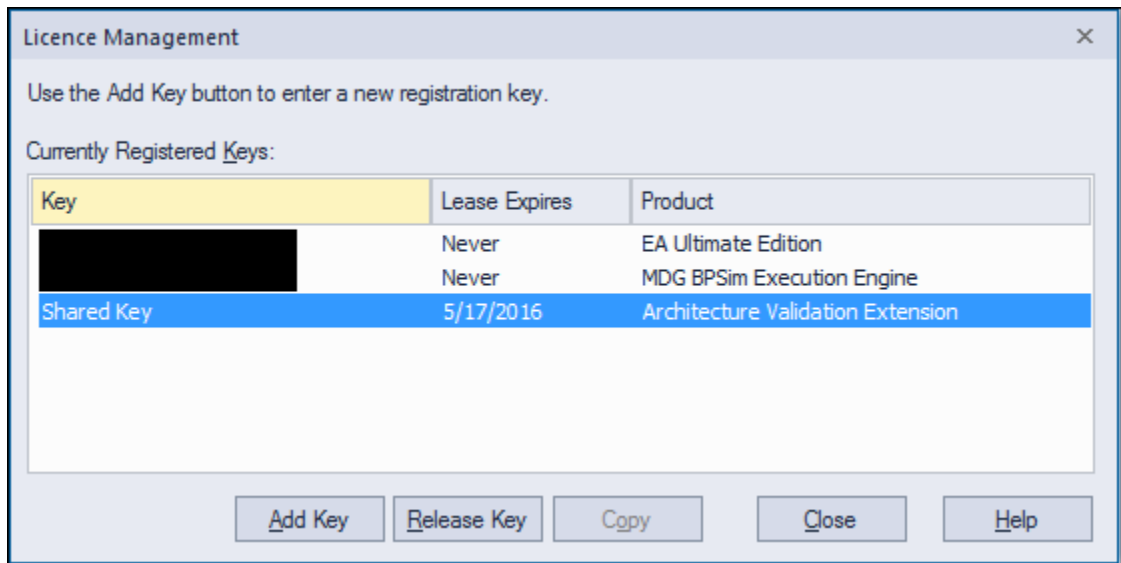 Licence Management
Use the Add Key button to enter a new registration key.
Currently Registered Keys:
Key Lease Expires Product
Never EA Ultimate Edition
Never MDG BPSim Execution Engine
Shared Key 5/17/2016 Architecture Validation Extension
Add Key Release Key Copy Close Help